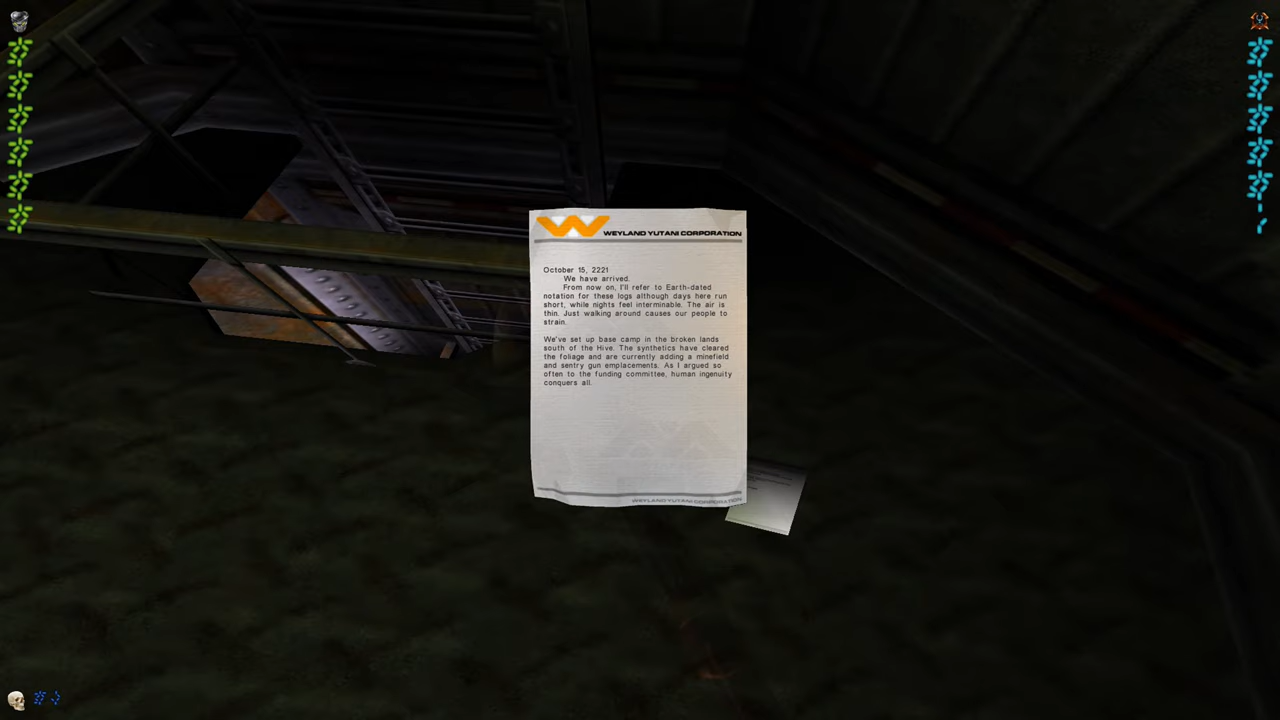 WEYLAND YUTANI CORPORATION
October 15, 2221
We have arrived.
From now on, I'll refer to Earth-dated
notation for these logs although days here run
short, while nights feel interminable. The air is
thin. Just walking around causes our people to
strain.
We've set up base camp in the broken lands
south of the Hive. The synthetics have cleared
the foliage and are currently adding a minefield
and sentry gun emplacements. As I argued so
often to the funding committee, human ingenuity
conquers all.
WEYLAND YUTANI CORPORATION